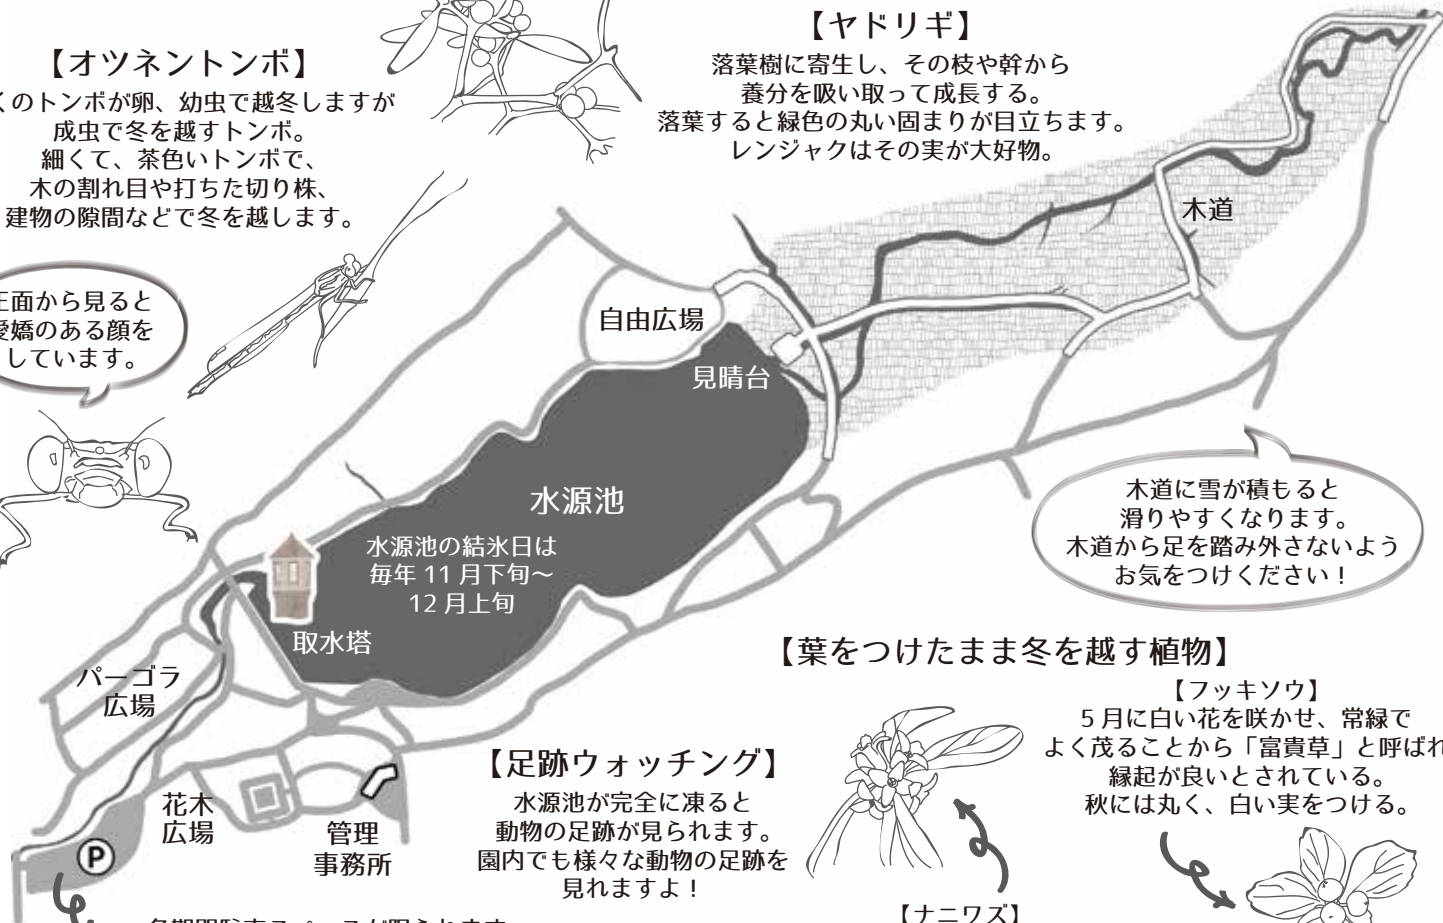 【オツネントンボ】
くのトンボが卵、幼虫で越冬しますが
成虫で冬を越すトンボ。
細くて、茶色いトンボで、
木の割れ目や打ちた切り株、
建物の隙間などで冬を越します。
正面から見ると
愛嬌のある顔を
しています。
【ヤドリギ】
落葉樹に寄生し、その枝や幹から
養分を吸い取って成長する。
落葉すると緑色の丸い固まりが目立ちます。
レンジャクはその実が大好物。
木道
自由広場
見晴台
水源池
水源池の結氷日は
毎年 11 月下旬〜
12 月上旬
取水塔
木道に雪が積もると
滑りやすくなります。
木道から足を踏み外さないよう
お気をつけください！
パーゴラ
広場
花木
広場
管理
事務所
P
【足跡ウォッチング】
水源池が完全に凍ると
動物の足跡が見られます。
園内でも様々な動物の足跡を
見れますよ！
【葉をつけたまま冬を越す植物】
【フッキソウ】
5 月に白い花を咲かせ、常緑で
よく茂ることから「富貴草」と呼ばれ
縁起が良いとされている。
秋には丸く、白い実をつける。
【ナニワズ】
冬期間駐車スペースが限られます